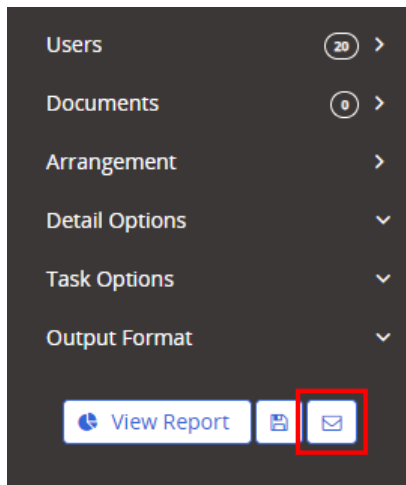 Users 20
Documents 0
Arrangement
Detail Options
Task Options
Output Format
View Report